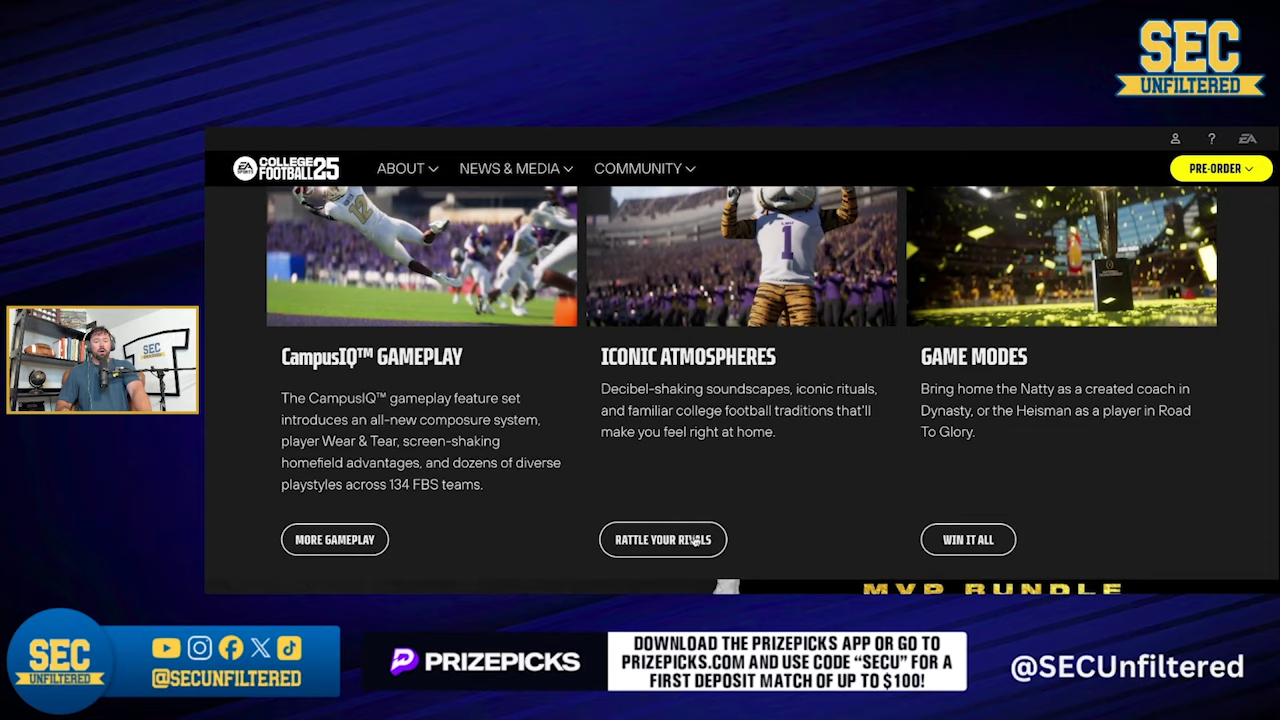 SEC
UNFILTERED
EA SPORTS
COLLEGE
FOOTBALL 25
ABOUT
NEWS & MEDIA
COMMUNITY
?
EA
PRE-ORDER
12
1
SEC
CampusIQ™ GAMEPLAY
The CampusIQ™ gameplay feature set
introduces an all-new composure system,
player Wear & Tear, screen-shaking
homefield advantages, and dozens of diverse
playstyles across 134 FBS teams.
MORE GAMEPLAY
ICONIC ATMOSPHERES
Decibel-shaking soundscapes, iconic rituals,
and familiar college football traditions that'll
make you feel right at home.
RATTLE YOUR RIVALS
GAME MODES
Bring home the Natty as a created coach in
Dynasty, or the Heisman as a player in Road
To Glory.
WIN IT ALL
MVP BUNDLE
SEC
UNFILTERED
@SECUNFILTERED
PRIZEPICKS
DOWNLOAD THE PRIZEPICKS APP OR GO TO
PRIZEPICKS.COM AND USE CODE “SECU” FOR A
FIRST DEPOSIT MATCH OF UP TO $100!
@SECUnfiltered